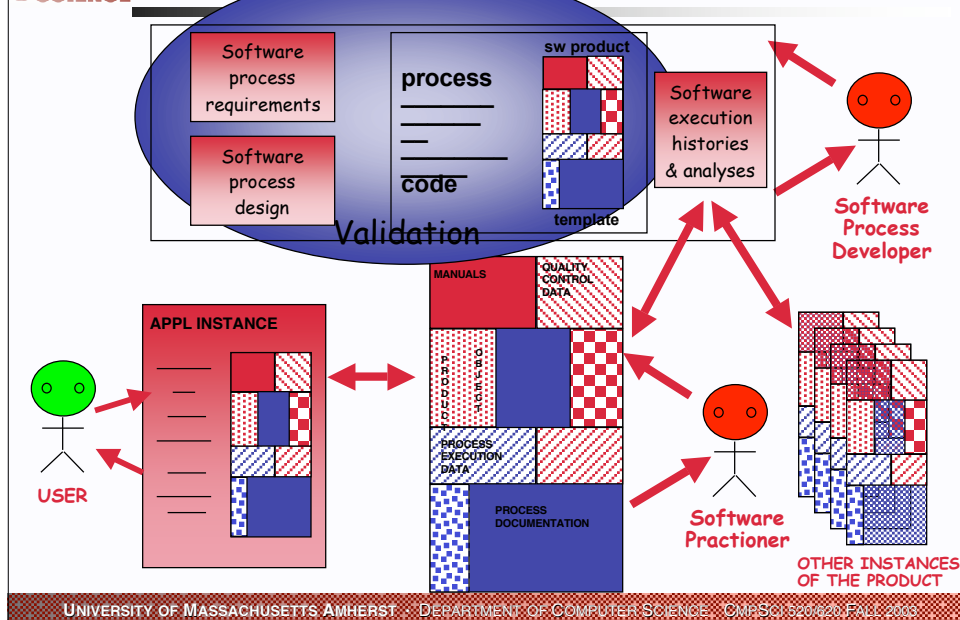 Software
process
requirements
Software
process
design
process
code
sw product
template
Software
execution
histories
& analyses
Validation
Software
Process
Developer
MANUALS
QUALITY
CONTROL
DATA
PRODUCT
OBJECT
PROCESS
EXECUTION
DATA
PROCESS
DOCUMENTATION
APPL INSTANCE
USER
Software
Practioner
OTHER INSTANCES
OF THE PRODUCT
UNIVERSITY OF MASSACHUSETTS AMHERST · DEPARTMENT OF COMPUTER SCIENCE CMPSCI 520/620 FALL 2003